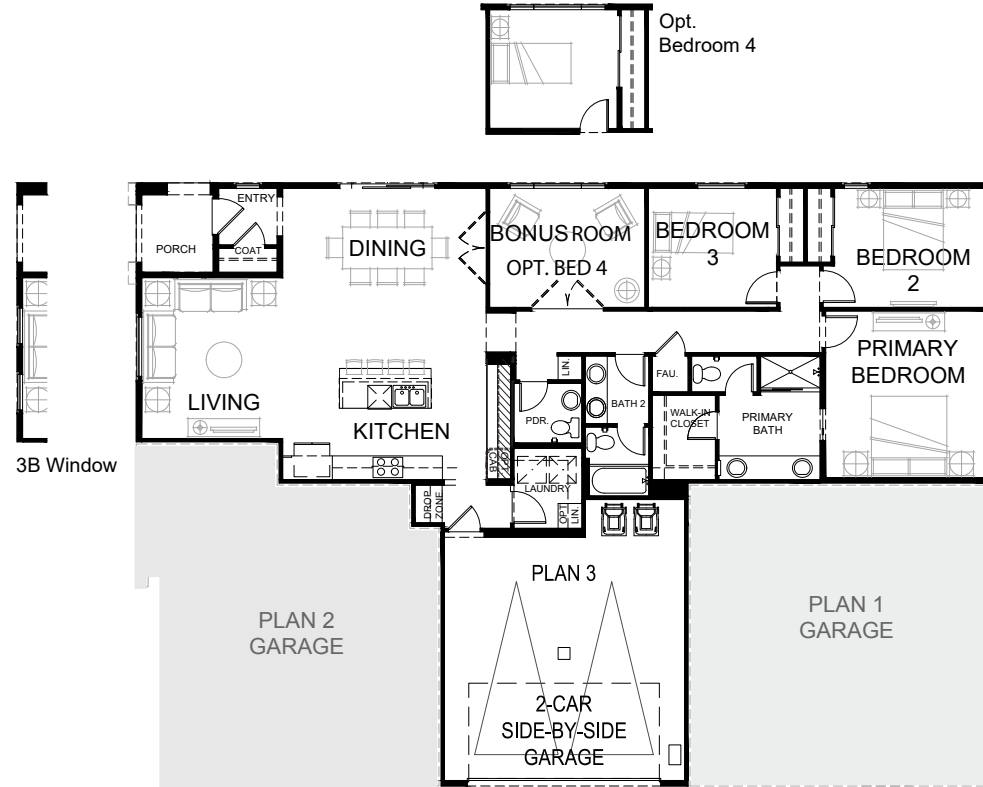 Opt.
Bedroom 4
ENTRY
PORCH
COAT
DINING
BONUS ROOM
OPT. BED 4
BEDROOM
3
BEDROOM
2
PRIMARY
BEDROOM
LIVING
KITCHEN
LIN.
PDR.
BATH 2
FAU.
WALK-IN
CLOSET
PRIMARY
BATH
3B Window
OPT.
CAB
LAUNDRY
DROP
ZONE
OPT.
LIN.
PLAN 3
PLAN 2
GARAGE
PLAN 1
GARAGE
2-CAR
SIDE-BY-SIDE
GARAGE